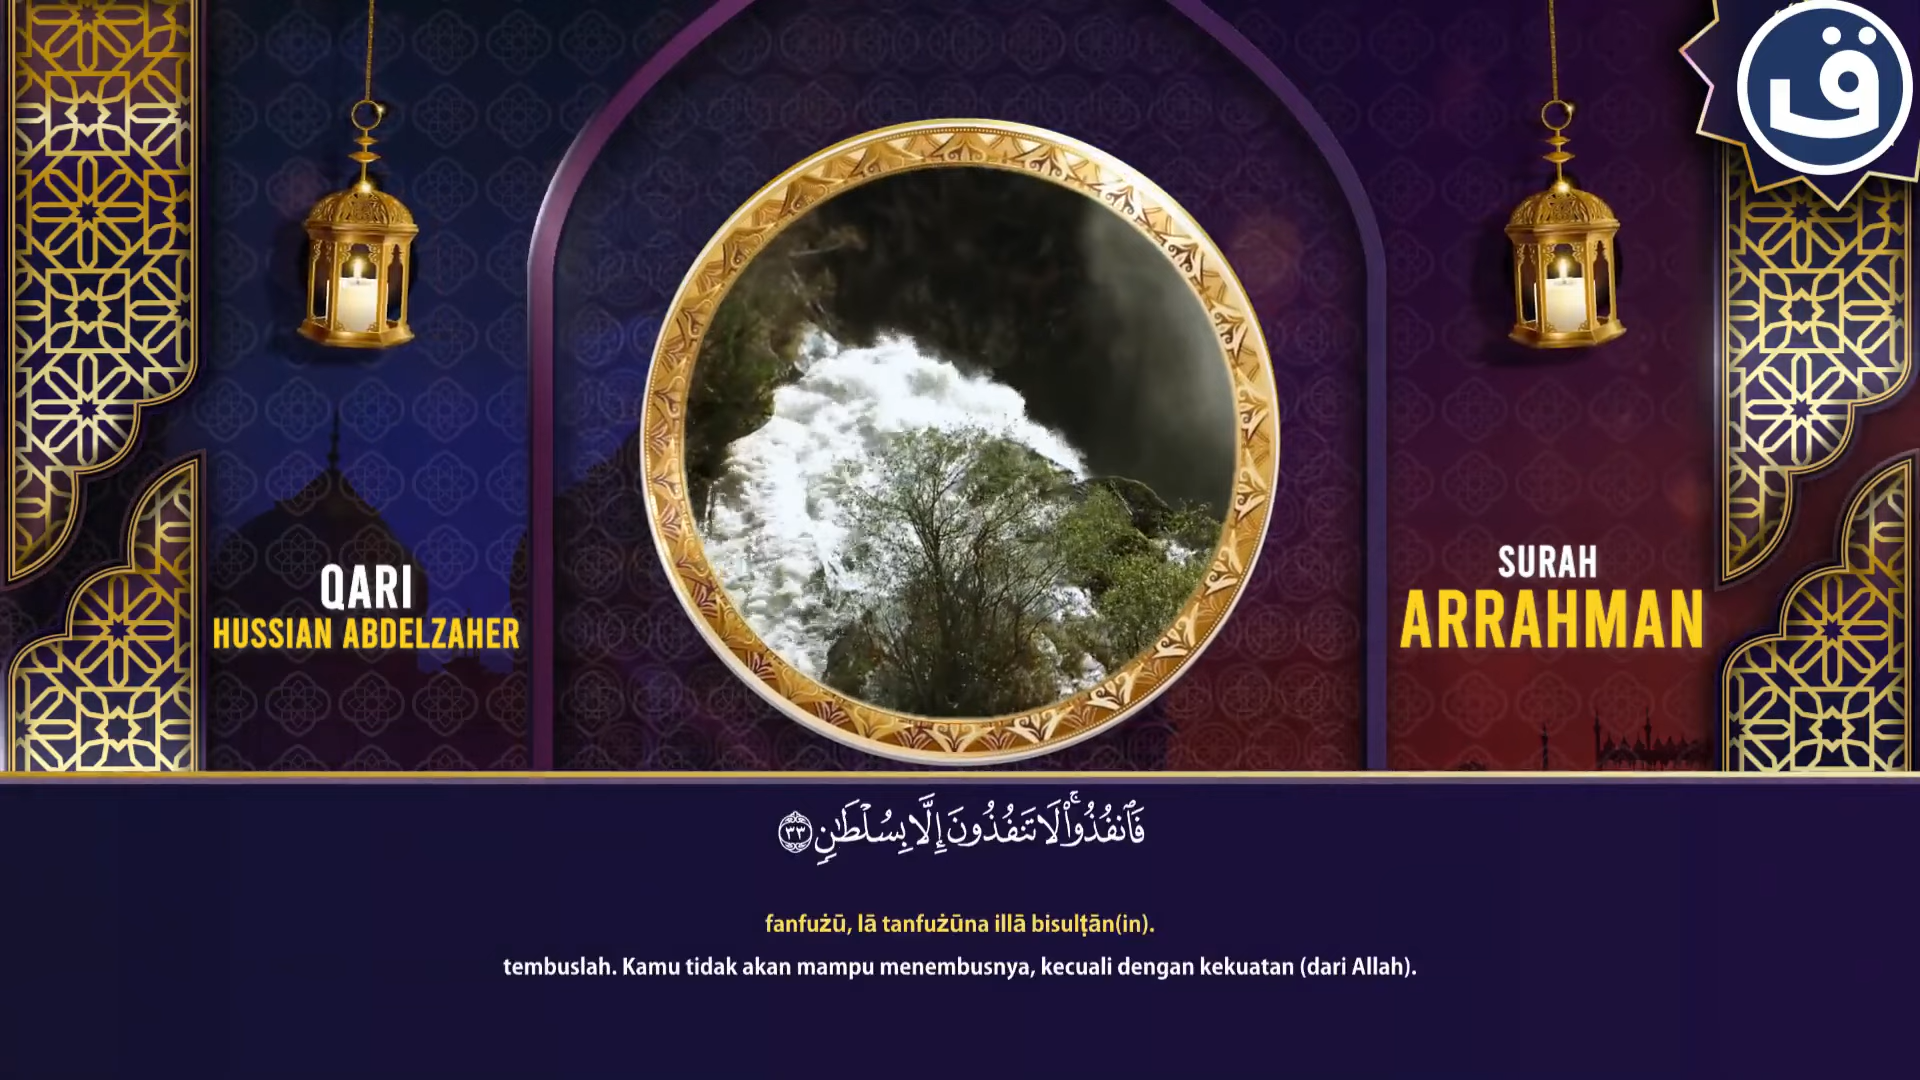 ق
QARI
HUSSIAN ABDELZAHER
SURAH
ARRAHMAN
فَٱنفُذُوا۟ ۚ لَا تَنفُذُونَ إِلَّا بِسُلْطَـٰنٍ ٣٣
fanfużū, lā tanfużūna illā bisulṭān(in).
tembuslah. Kamu tidak akan mampu menembusnya, kecuali dengan kekuatan (dari Allah).